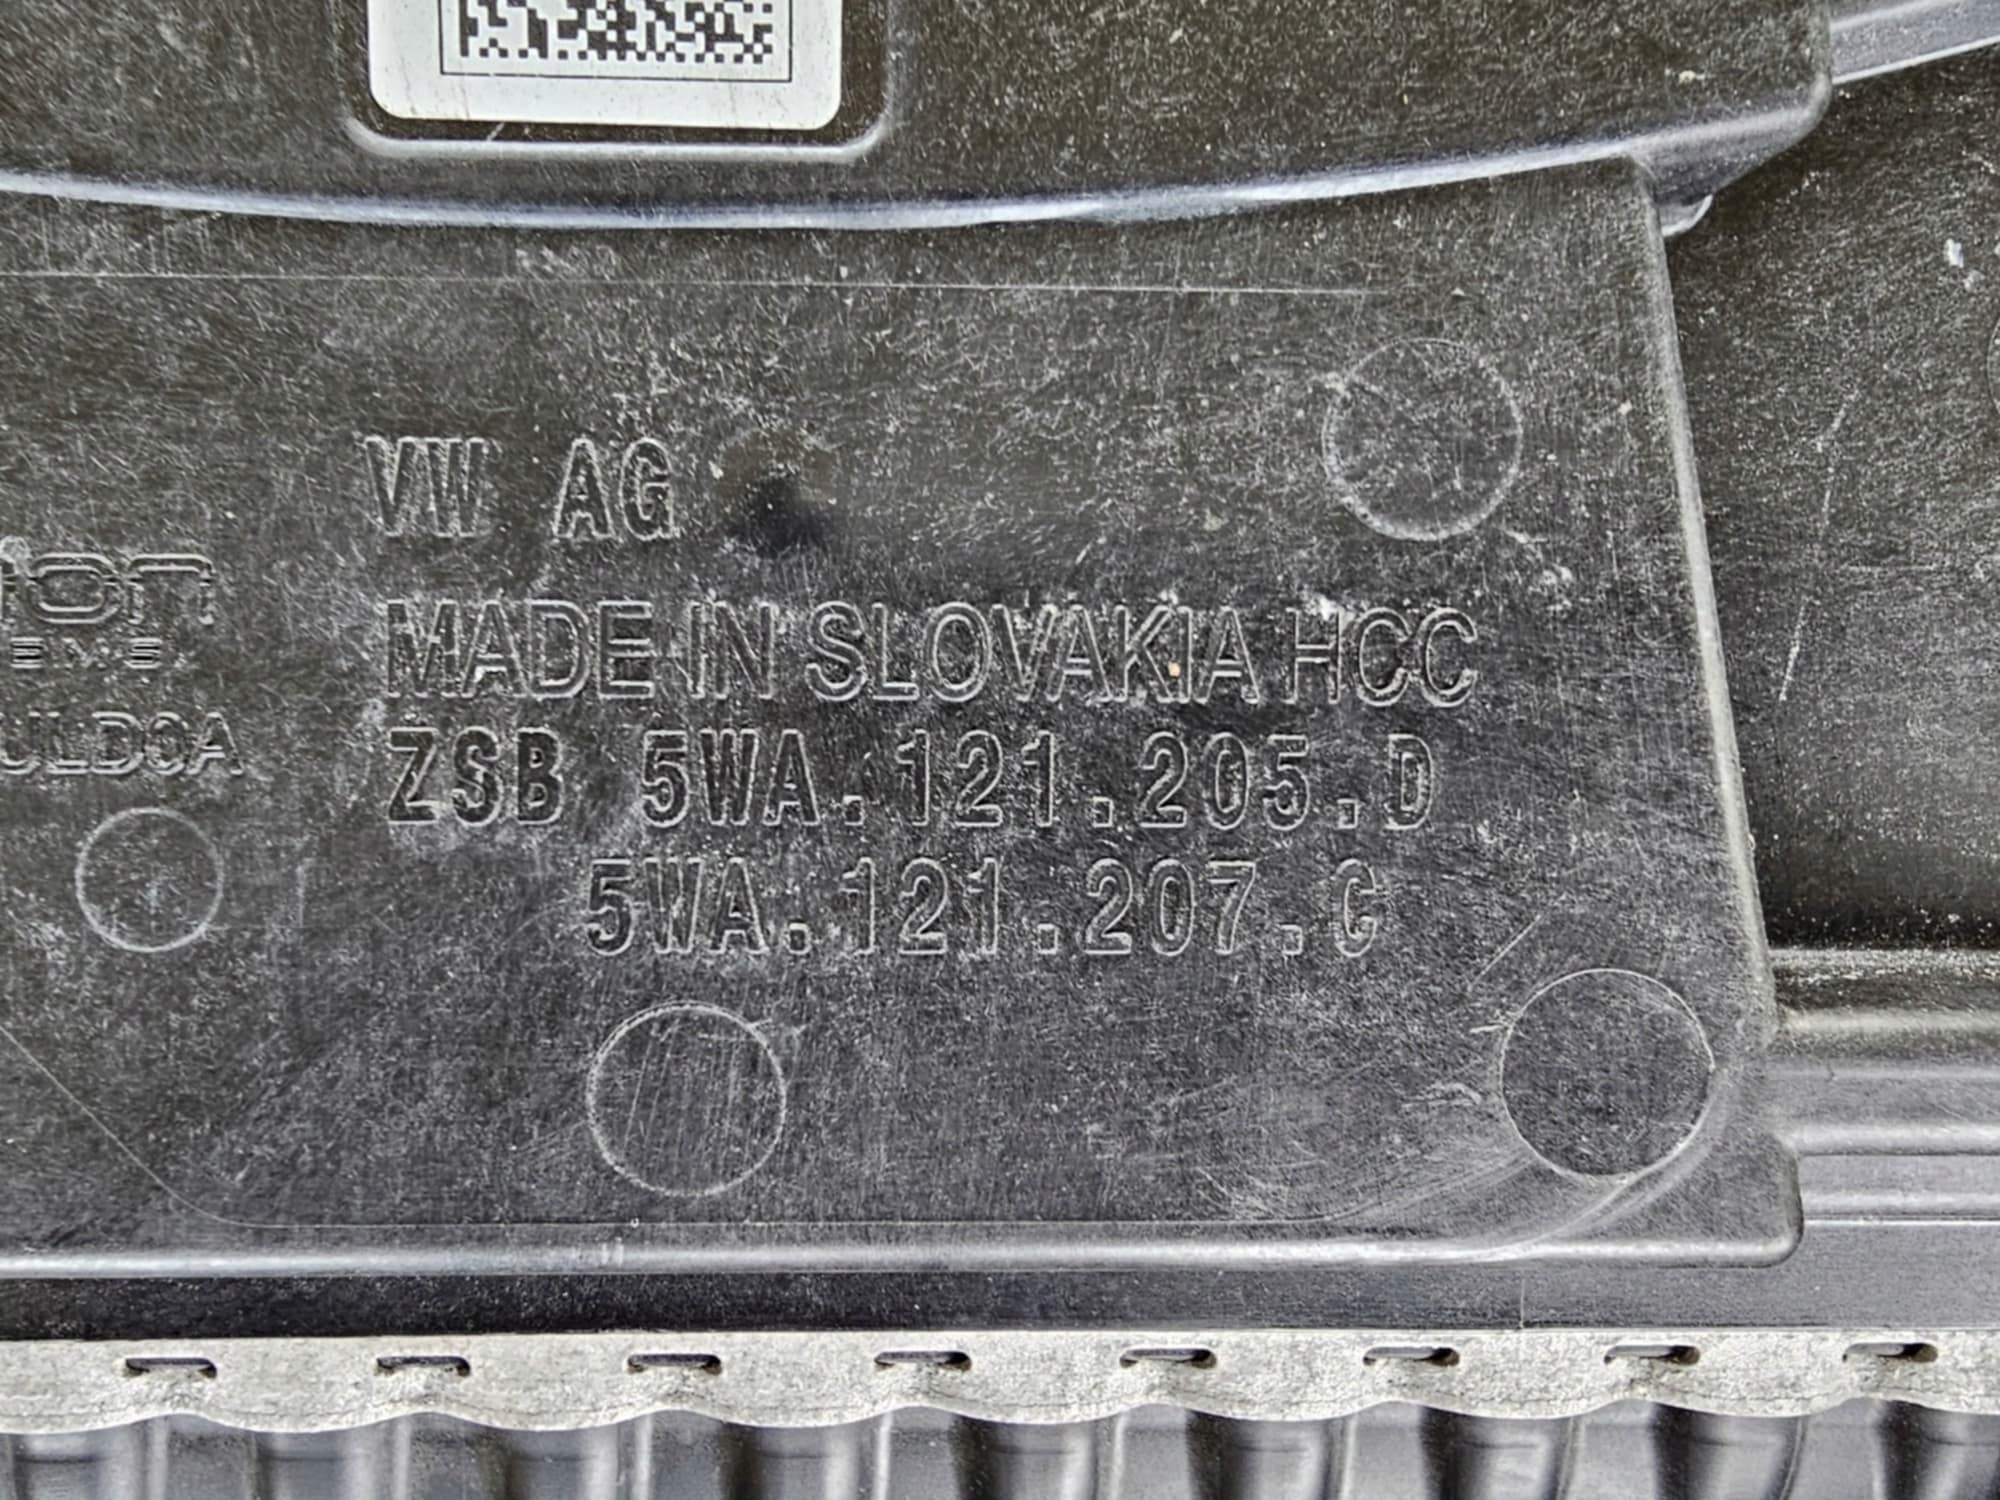 VW AG
MADE IN SLOVAKIA HCC
ZSB 5WA.121.205.D
5WA.121.207.C